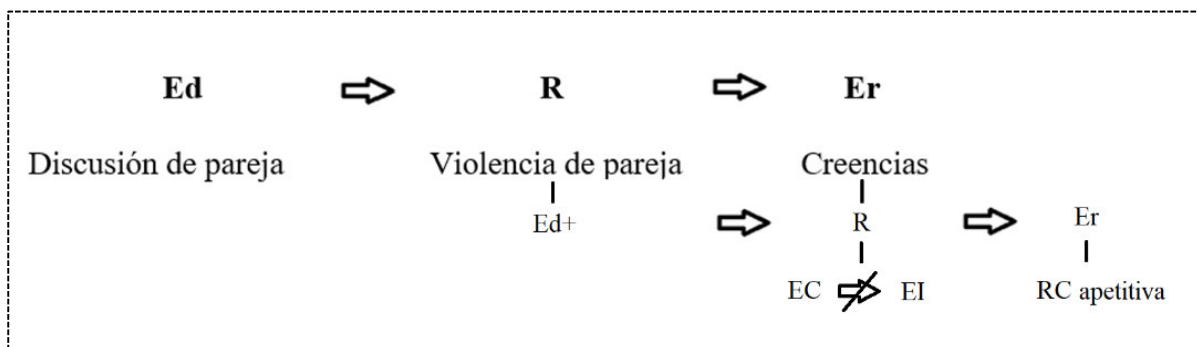 Ed R Er
Discusión de pareja Violencia de pareja Creencias
Ed+ R Er
EC EI RC apetitiva